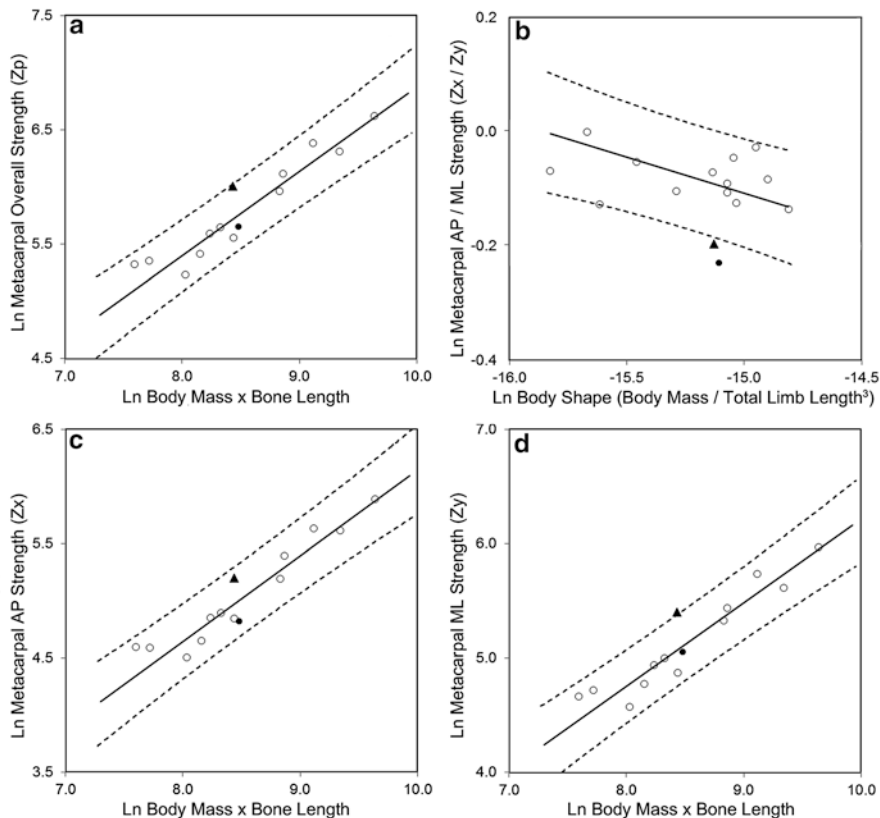 a
7.5
6.5
5.5
4.5
Ln Metacarpal Overall Strength (Zp)
7.0 8.0 9.0 10.0
Ln Body Mass x Bone Length
b
0.2
0.0
-0.2
-0.4
Ln Metacarpal AP / ML Strength (Zx / Zy)
-16.0 -15.5 -15.0 -14.5
Ln Body Shape (Body Mass / Total Limb Length³)
c
6.5
5.5
4.5
3.5
Ln Metacarpal AP Strength (Zx)
7.0 8.0 9.0 10.0
Ln Body Mass x Bone Length
d
7.0
6.0
5.0
4.0
Ln Metacarpal ML Strength (Zy)
7.0 8.0 9.0 10.0
Ln Body Mass x Bone Length